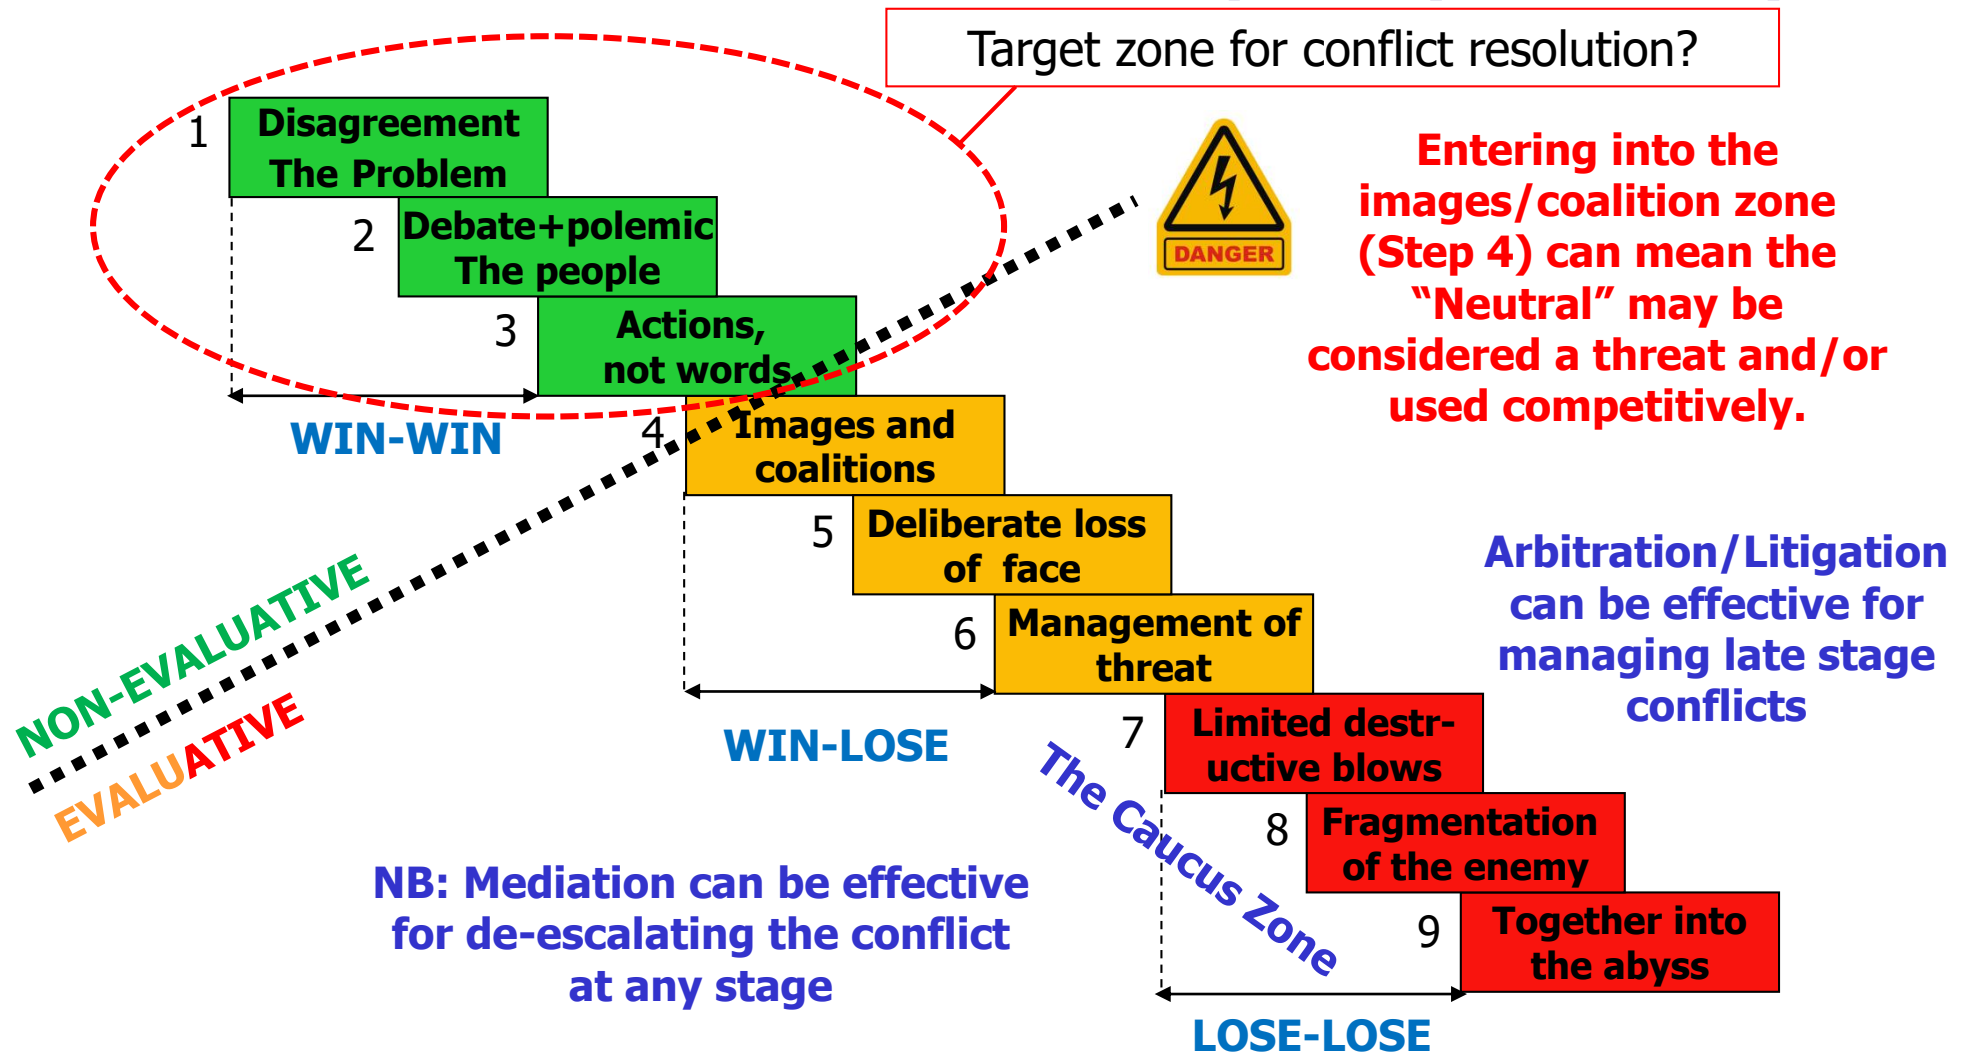 Target zone for conflict resolution?
1
Disagreement
The Problem
2
Debate+polemic
The people
3
Actions,
not words
WIN-WIN
DANGER
Entering into the
images/coalition zone
(Step 4) can mean the
“Neutral” may be
considered a threat and/or
used competitively.
4
Images and
coalitions
5
Deliberate loss
of face
6
Management of
threat
WIN-LOSE
NON-EVALUATIVE
EVALUATIVE
Arbitration/Litigation
can be effective for
managing late stage
conflicts
7
Limited destr-
uctive blows
The Caucus Zone
8
Fragmentation
of the enemy
9
Together into
the abyss
LOSE-LOSE
NB: Mediation can be effective
for de-escalating the conflict
at any stage